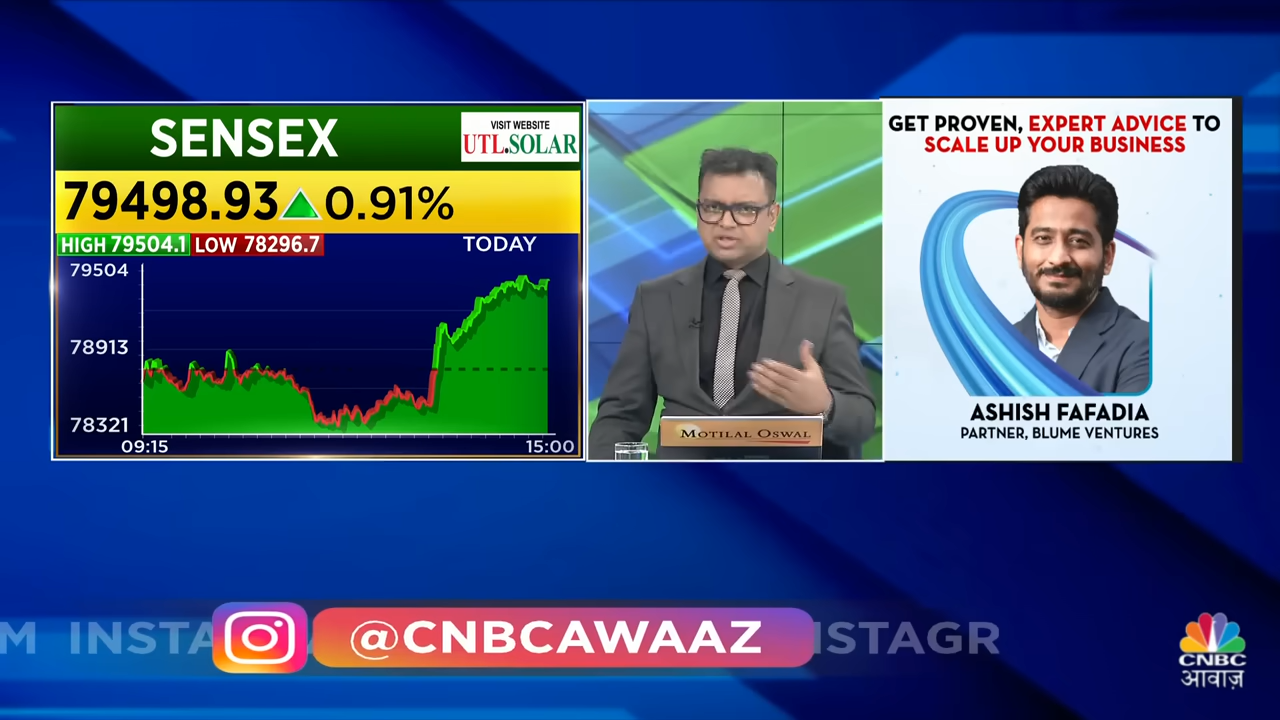 SENSEX
VISIT WEBSITE
UTL.SOLAR
79498.93 0.91%
HIGH 79504.1 LOW 78296.7 TODAY
79504
78913
78321
09:15 15:00
MOTILAL OSWAL
GET PROVEN, EXPERT ADVICE TO
SCALE UP YOUR BUSINESS
ASHISH FAFADIA
PARTNER, BLUME VENTURES
M INSTA @CNBCAWAAZ STAGR
CNBC
आवाज़